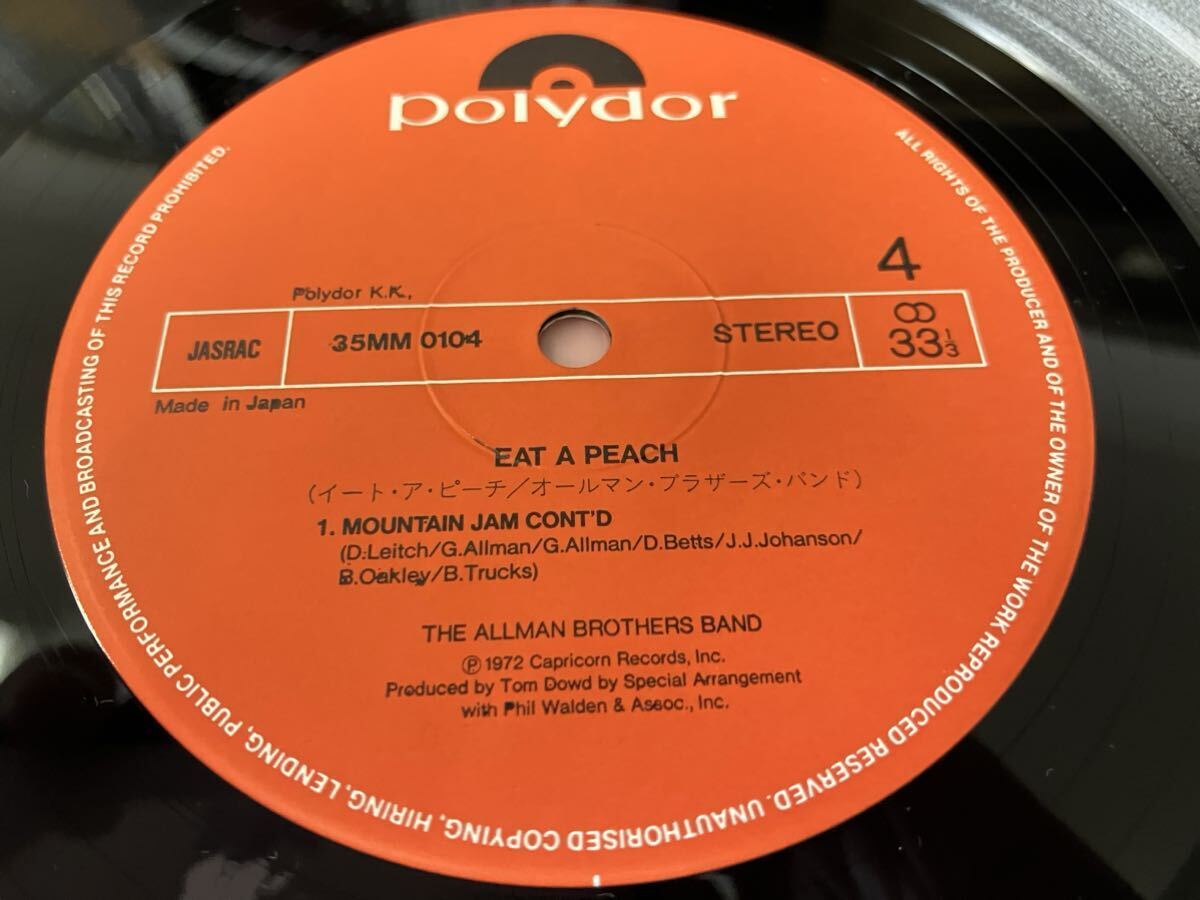 polydor
4
Polydor K.K.,
JASRAC 35MM 0104 STEREO 33 1/3
Made in Japan
EAT A PEACH
(イート・ア・ピーチ/オールマン・ブラザーズ・バンド)
1. MOUNTAIN JAM CONT'D
(D.Leitch/G.Allman/G.Allman/D.Betts/J.J.Johanson/
B.Oakley/B.Trucks)
THE ALLMAN BROTHERS BAND
Ⓟ 1972 Capricorn Records, Inc.
Produced by Tom Dowd by Special Arrangement
with Phil Walden & Assoc., Inc.
ALL RIGHTS OF THE PRODUCER AND OF THE OWNER OF THE WORK REPRODUCED RESERVED. UNAUTHORISED COPYING, HIRING, LENDING, PUBLIC PERFORMANCE AND BROADCASTING OF THIS RECORD PROHIBITED.